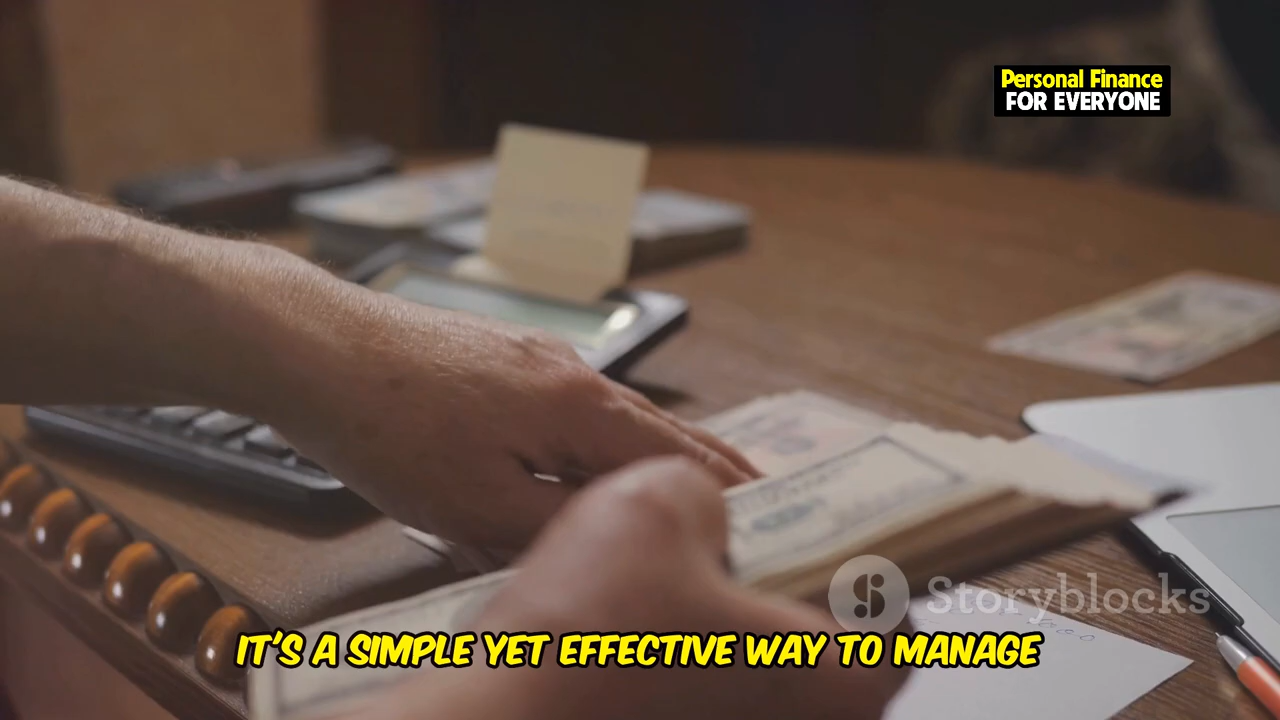 Personal Finance
FOR EVERYONE
Storyblocks
IT'S A SIMPLE YET EFFECTIVE WAY TO MANAGE